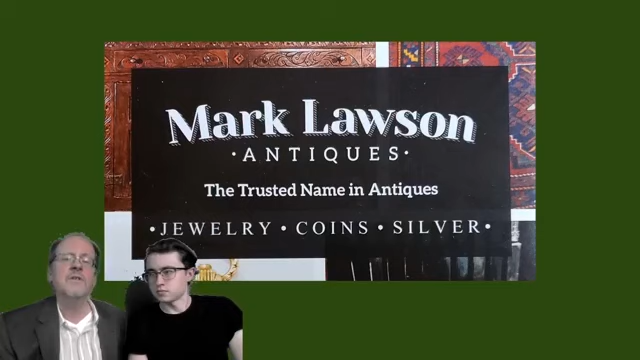 Mark Lawson
•ANTIQUES•
The Trusted Name in Antiques
•JEWELRY•COINS•SILVER•